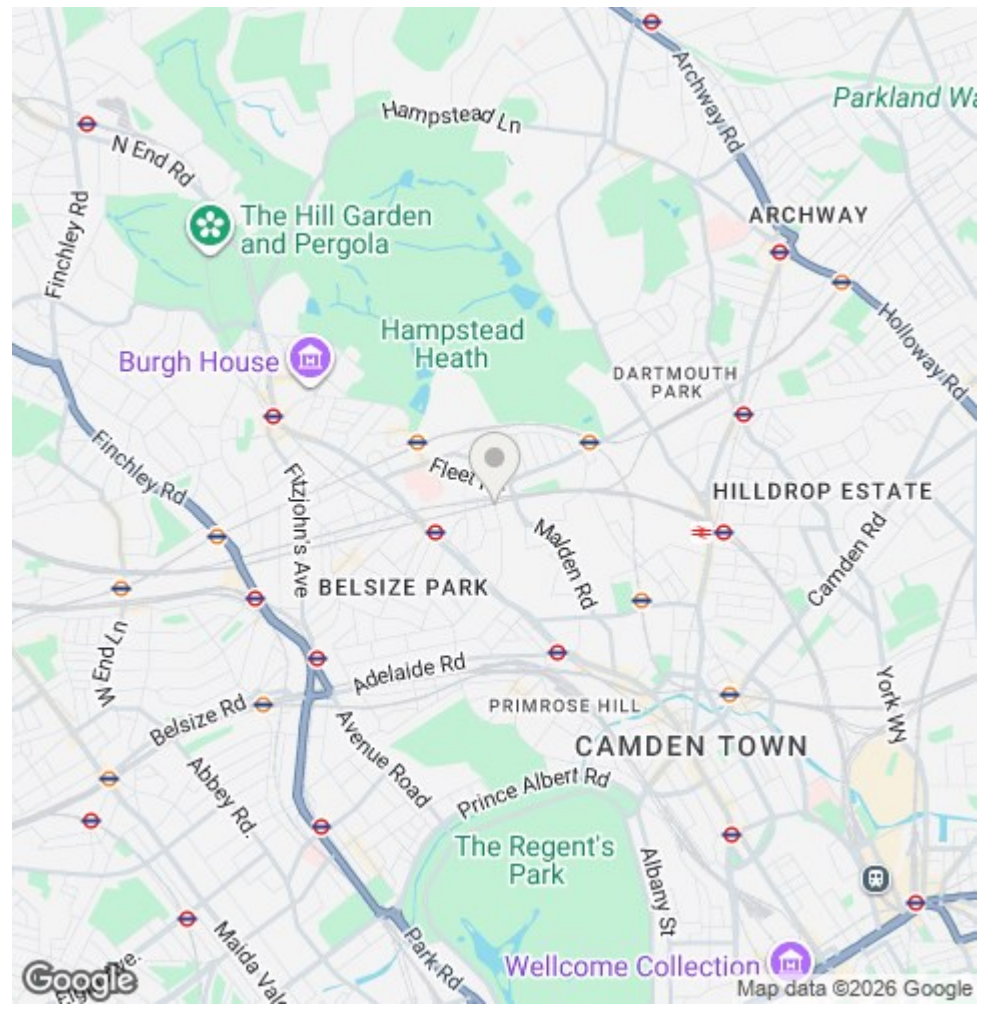 Hampstead Ln
Archway Rd
Parkland Wa
N End Rd
Finchley Rd
The Hill Garden
and Pergola
ARCHWAY
Hampstead
Heath
Holloway Rd
Burgh House
DARTMOUTH
PARK
Finchley Rd
Fitzjohn's Ave
Fleet
HILLDROP ESTATE
Malden Rd
Camden Rd
BELSIZE PARK
W End Ln
Adelaide Rd
Belsize Rd
PRIMROSE HILL
York Wy
Avenue Road
CAMDEN TOWN
Abbey Rd.
Prince Albert Rd
The Regent's
Park
Albany St
Maida Vale
Park Rd
Wellcome Collection
Google
Map data ©2026 Google